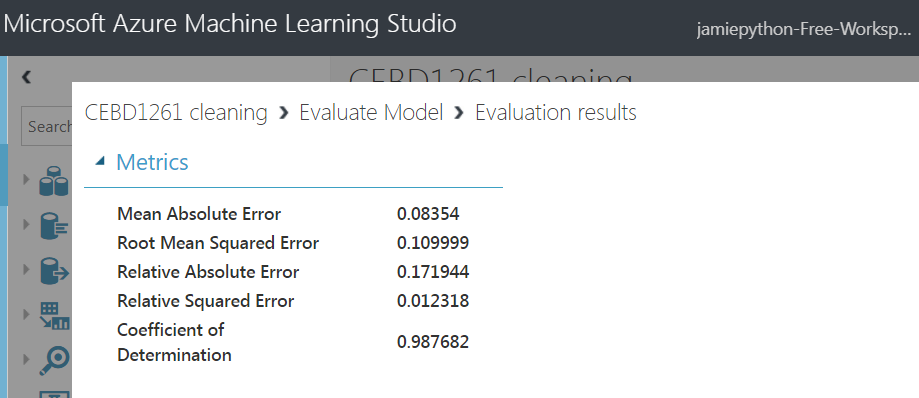 Microsoft Azure Machine Learning Studio
jamiepython-Free-Worksp...
CEBD1261 cleaning
Search
CEBD1261 cleaning > Evaluate Model > Evaluation results
Metrics
Mean Absolute Error 0.08354
Root Mean Squared Error 0.109999
Relative Absolute Error 0.171944
Relative Squared Error 0.012318
Coefficient of
Determination 0.987682